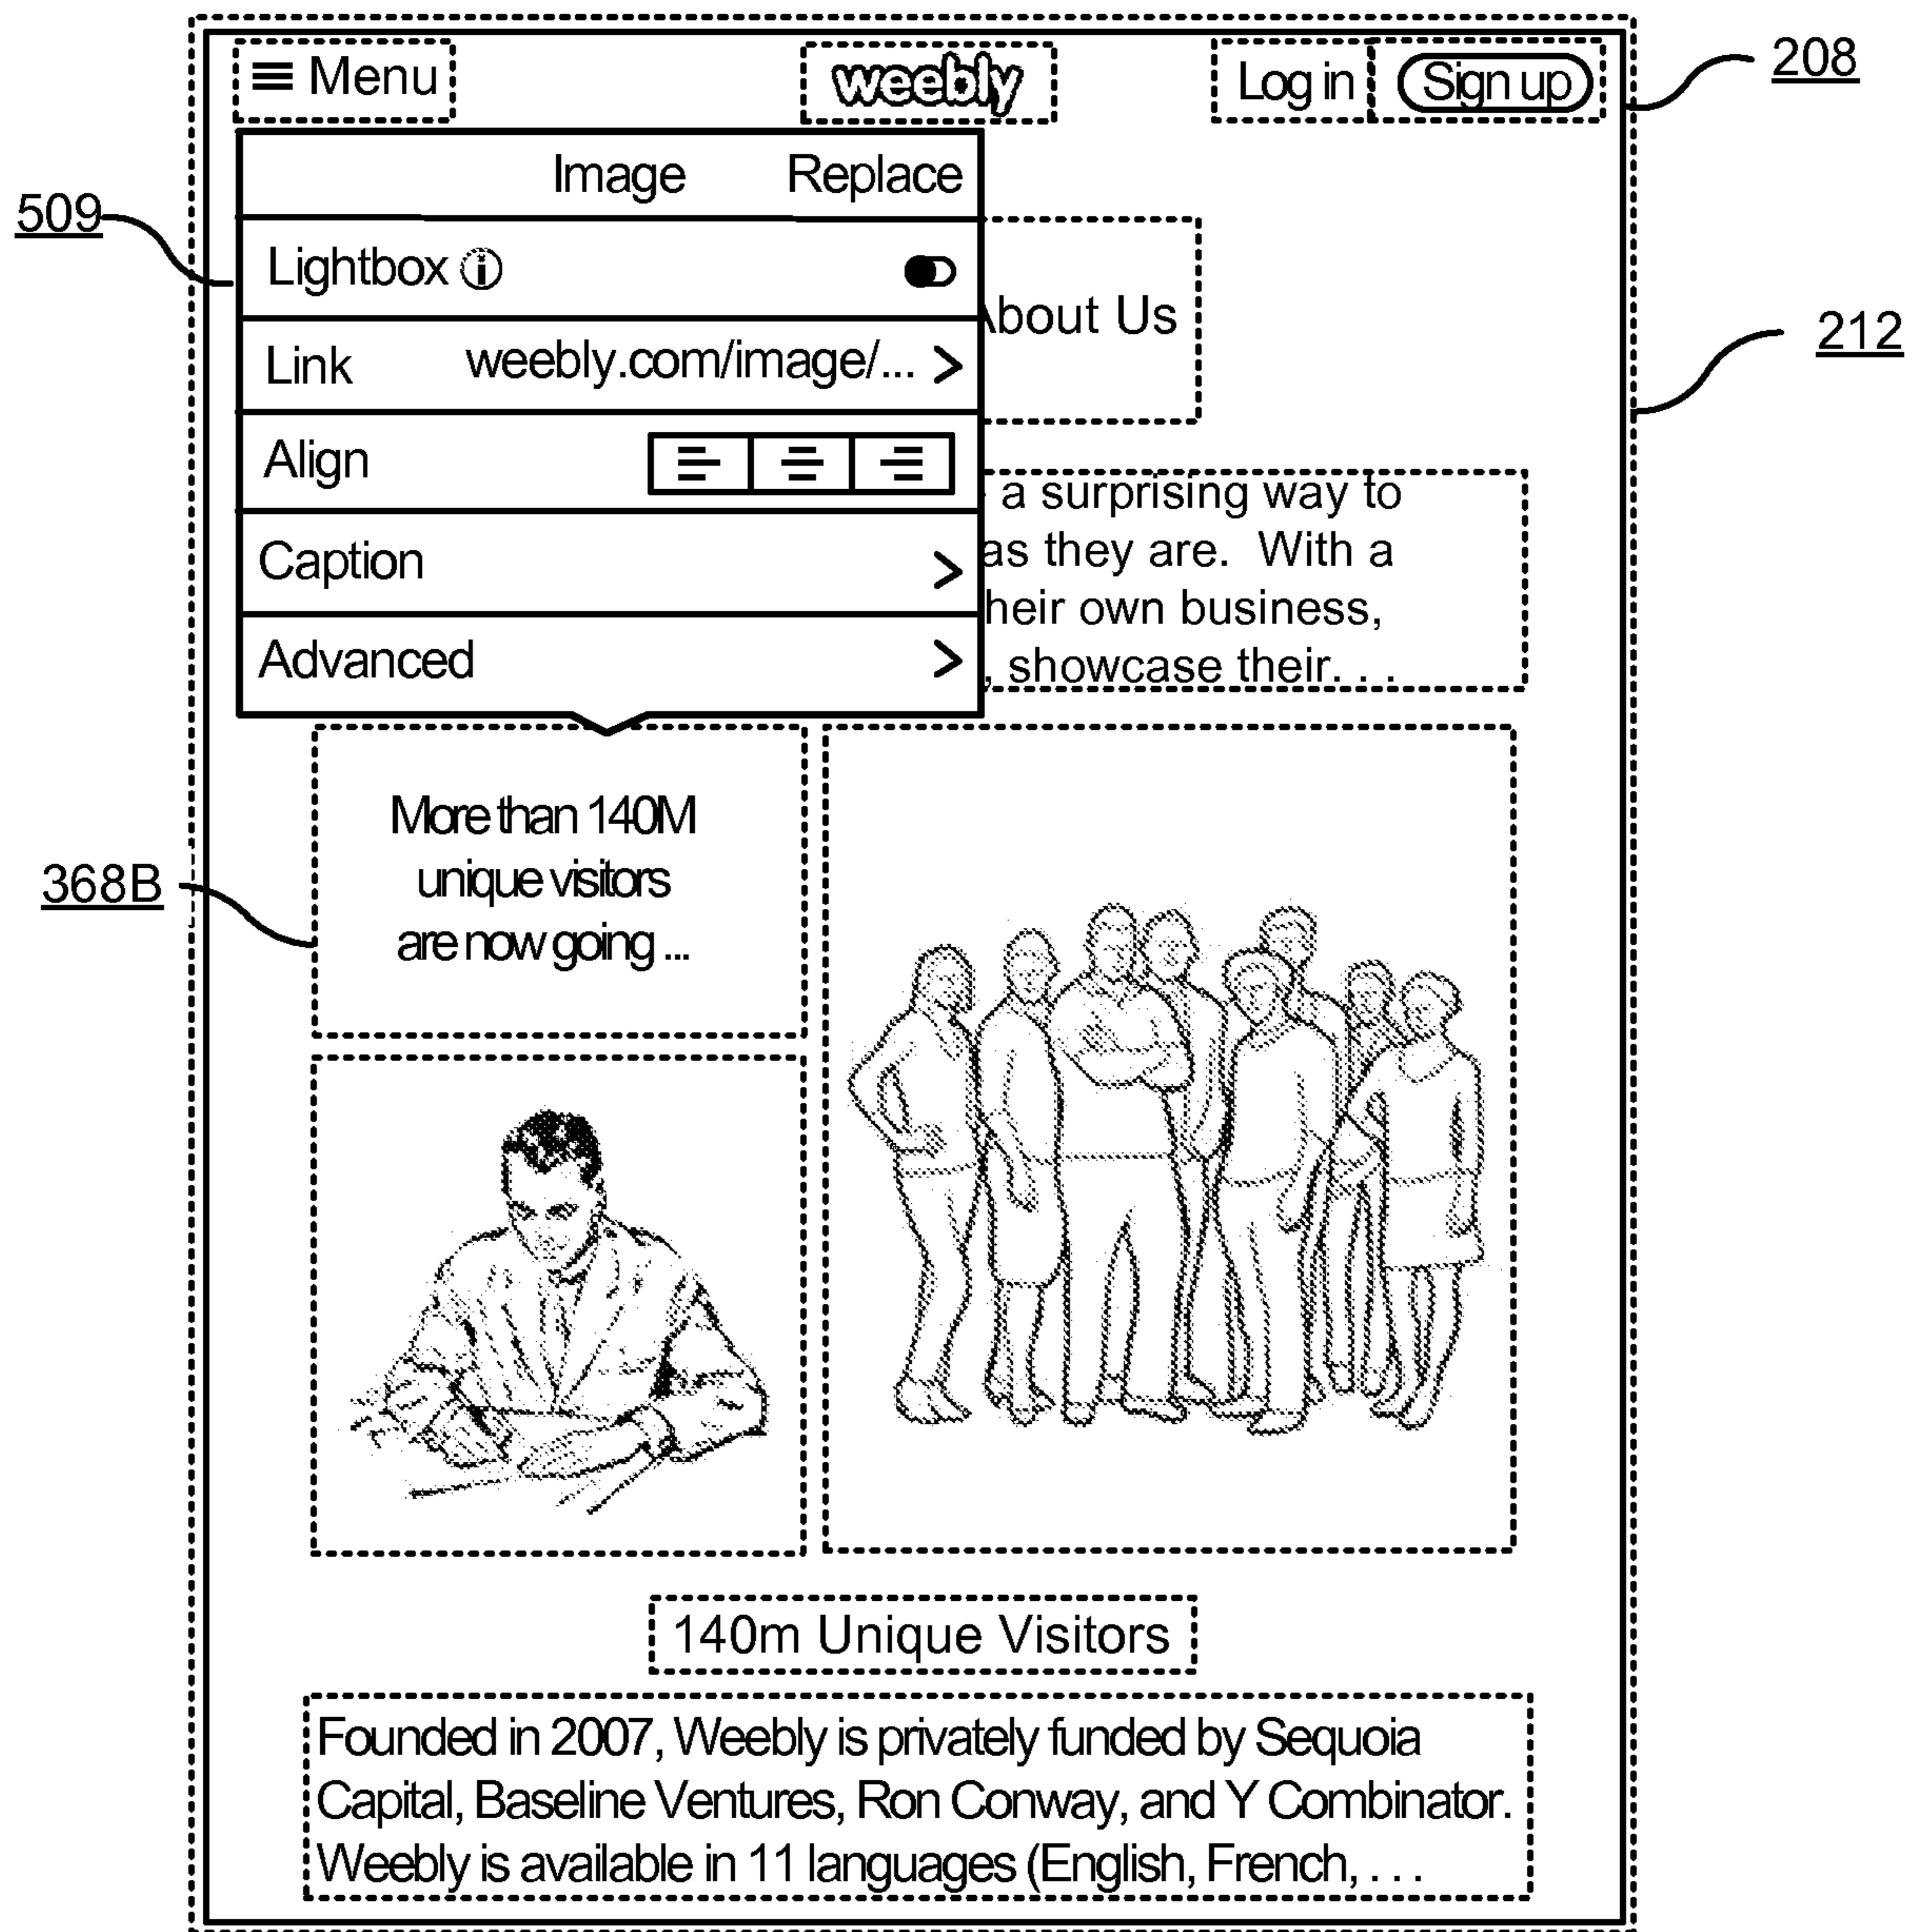 ☰ Menu
weebly
Log in
Sign up
208
Image
Replace
509
Lightbox ⓘ
About Us
212
Link
weebly.com/image/... >
Align
a surprising way to
Caption >
as they are. With a
heir own business,
Advanced >
, showcase their. . .
368B
More than 140M
unique visitors
are now going ...
140m Unique Visitors
Founded in 2007, Weebly is privately funded by Sequoia
Capital, Baseline Ventures, Ron Conway, and Y Combinator.
Weebly is available in 11 languages (English, French, . . .